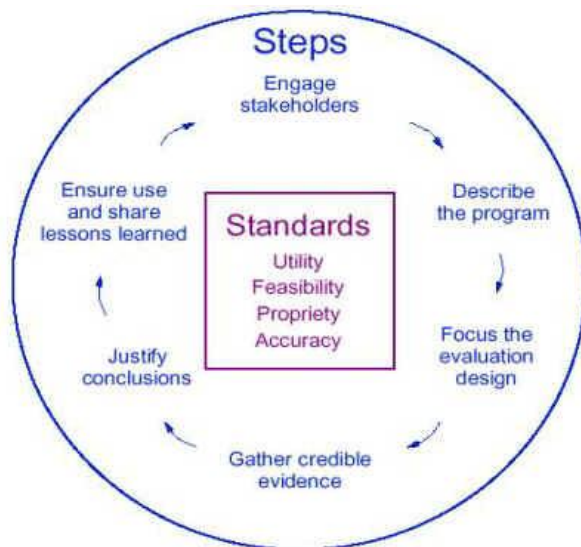 Steps
Engage
stakeholders
Describe
the program
Focus the
evaluation
design
Gather credible
evidence
Justify
conclusions
Ensure use
and share
lessons learned
Standards
Utility
Feasibility
Propriety
Accuracy